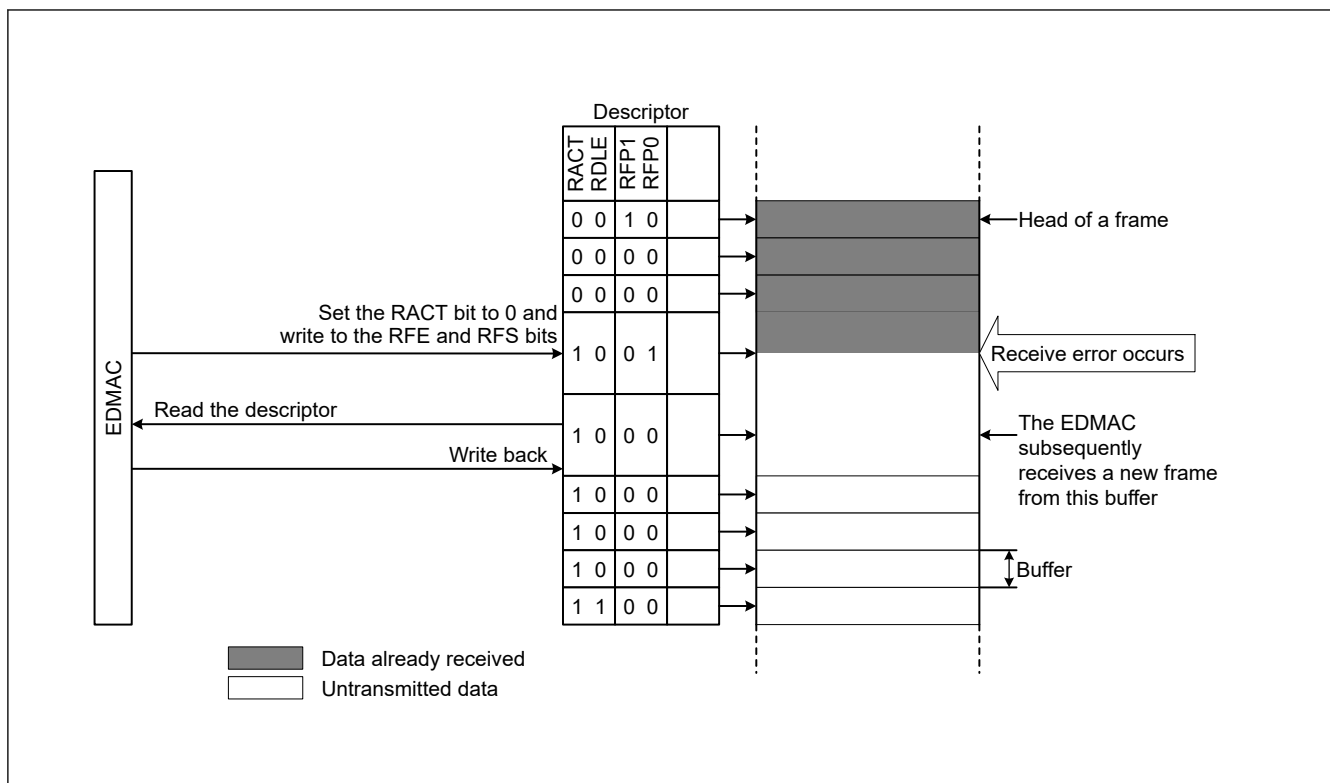 Descriptor
RACT
RDLE
RFP1
RFP0
0 0 1 0
Head of a frame
0 0 0 0
0 0 0 0
Set the RACT bit to 0 and
write to the RFE and RFS bits
1 0 0 1
Receive error occurs
EDMAC
Read the descriptor
1 0 0 0
The EDMAC
subsequently
receives a new frame
from this buffer
Write back
1 0 0 0
1 0 0 0
1 0 0 0
Buffer
1 1 0 0
Data already received
Untransmitted data